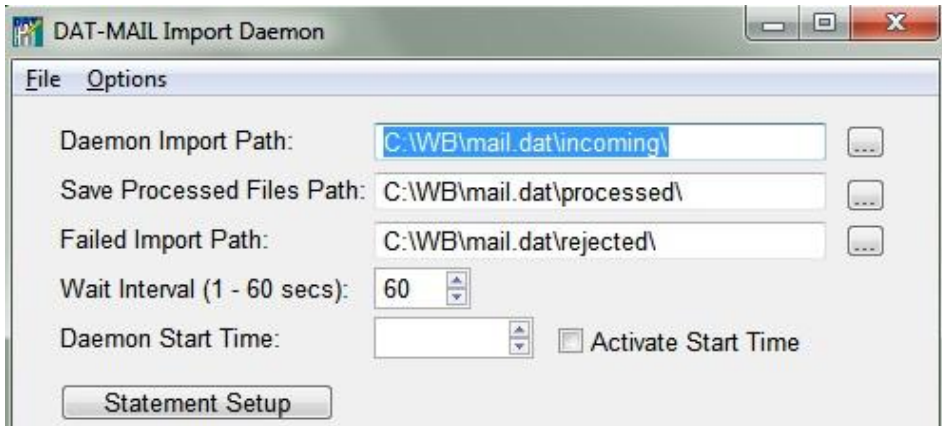 DAT-MAIL Import Daemon
File Options
Daemon Import Path: C:\WB\mail.dat\incoming\ ...
Save Processed Files Path: C:\WB\mail.dat\processed\ ...
Failed Import Path: C:\WB\mail.dat\rejected\ ...
Wait Interval (1 - 60 secs): 60
Daemon Start Time: Activate Start Time
Statement Setup